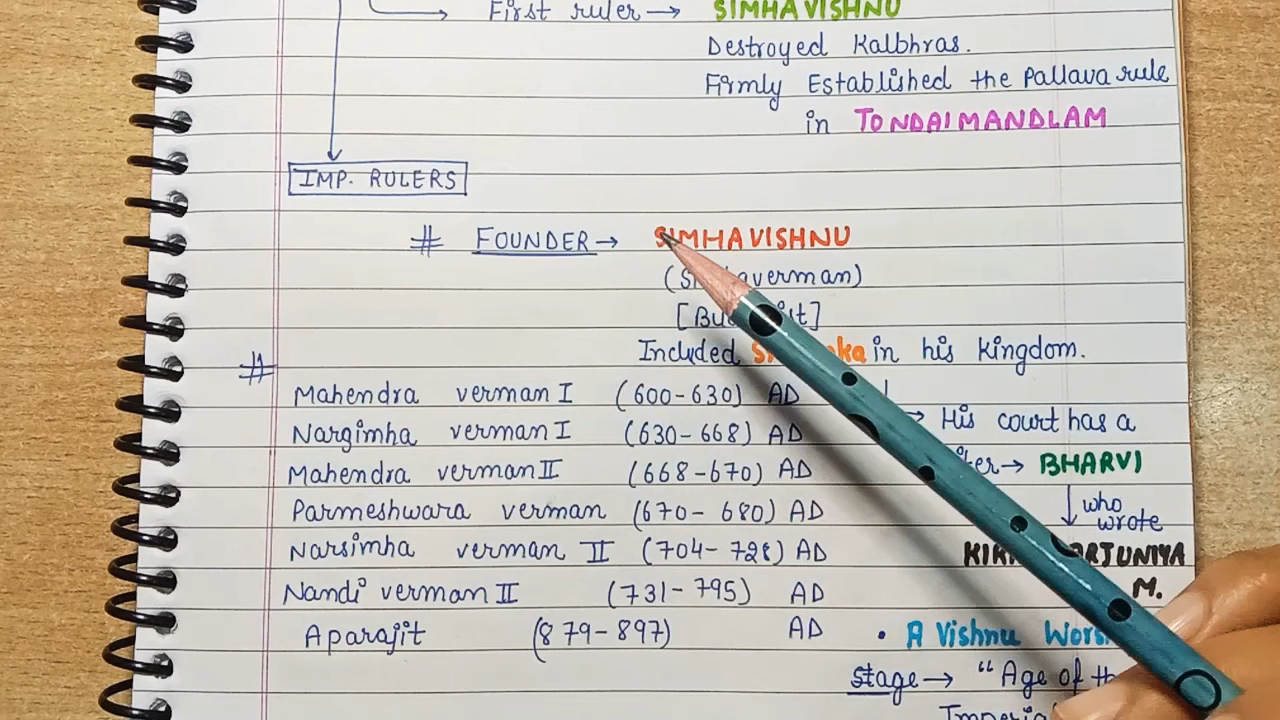 First ruler → SIMHAVISHNU
Destroyed Kalbhras.
Firmly Established the Pallava rule
in TONDAIMANDLAM
IMP. RULERS
# FOUNDER → SIMHAVISHNU
[
Included in his kingdom.
#
Mahendra verman I (600-630) AD
Nargimha verman I (630-668) AD
Mahendra verman II (668-670) AD
Parmeshwara verman (670-680) AD
Narsimha verman II (704-728) AD
Nandi verman II (731-795) AD
Aparajit (879-897) AD
→ His court has a
→ BHARVI
↓ who
wrote
M.
• A Vishnu
stage → "Age of